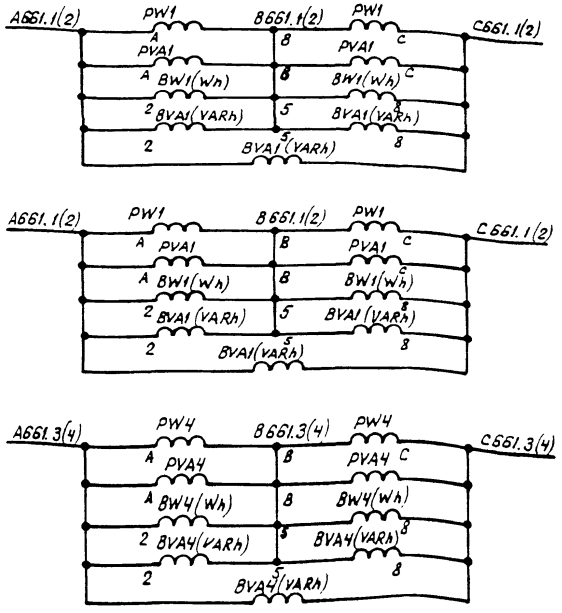 A661.1(2) PW1 B661.1(2) PW1 C661.1(2)
A B C
PVA1 PVA1
A B C
BW1(Wh) BW1(Wh)
2 5 8
BVA1(VARh) BVA1(VARh)
2 5 8
BVA1(VARh)
A661.1(2) PW1 B661.1(2) PW1 C661.1(2)
A B C
PVA1 PVA1
A B C
BW1(Wh) BW1(Wh)
2 5 8
BVA1(VARh) BVA1(VARh)
2 5 8
BVA1(VARh)
A661.3(4) PW4 B661.3(4) PW4 C661.3(4)
A B C
PVA4 PVA4
A B
BW4(Wh) BW4(Wh)
2 5 8
BVA4(VARh) BVA4(VARh)
2 5 8
BVA4(VARh)